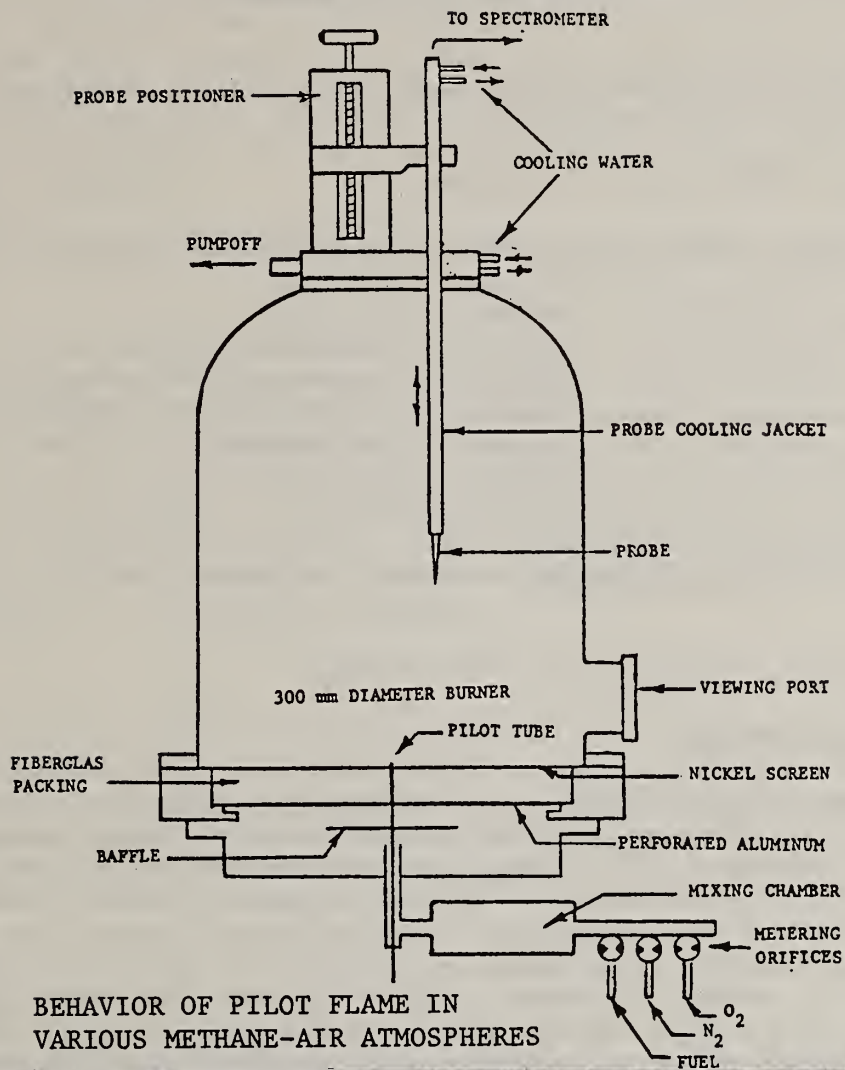 TO SPECTROMETER
PROBE POSITIONER
COOLING WATER
PUMPOFF
PROBE COOLING JACKET
PROBE
300 mm DIAMETER BURNER
VIEWING PORT
PILOT TUBE
FIBERGLAS
PACKING
NICKEL SCREEN
BAFFLE
PERFORATED ALUMINUM
MIXING CHAMBER
METERING
ORIFICES
O2
N2
FUEL
BEHAVIOR OF PILOT FLAME IN
VARIOUS METHANE-AIR ATMOSPHERES